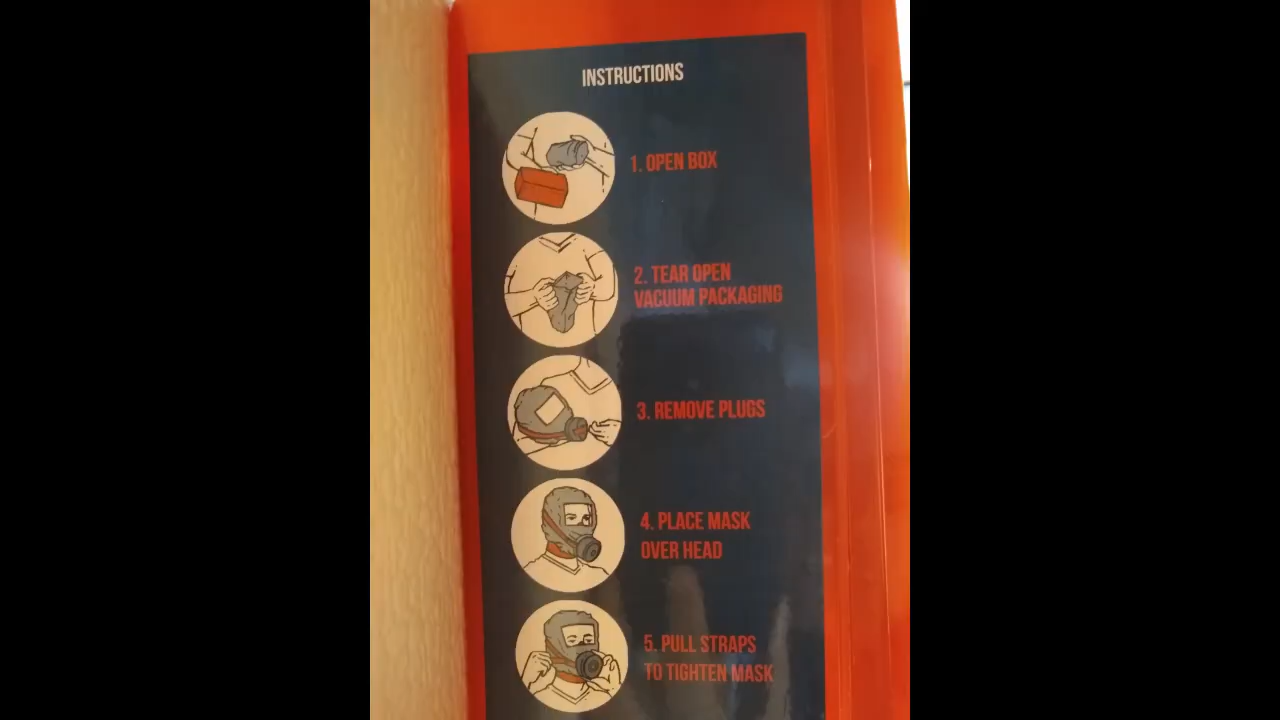 INSTRUCTIONS
1. OPEN BOX
2. TEAR OPEN
VACUUM PACKAGING
3. REMOVE PLUGS
4. PLACE MASK
OVER HEAD
5. PULL STRAPS
TO TIGHTEN MASK